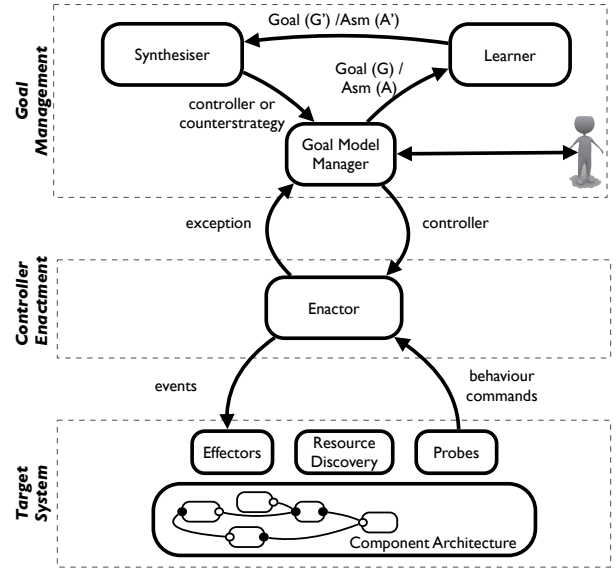 Goal (G') /Asm (A')
Synthesiser
Learner
Goal (G) /
Asm (A)
controller or
counterstrategy
Goal Model
Manager
Goal
Management
exception
controller
Controller
Enactment
Enactor
events
behaviour
commands
Effectors
Resource
Discovery
Probes
Target
System
Component Architecture